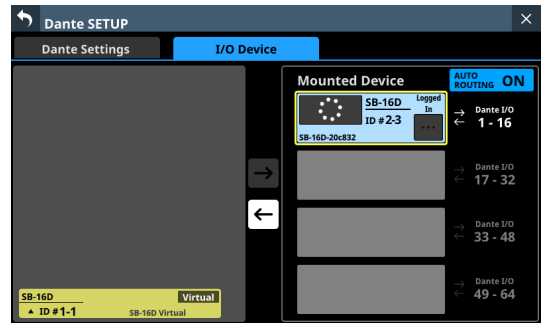 Dante SETUP
Dante Settings
I/O Device
Mounted Device
AUTO ROUTING ON
SB-16D
Logged In
ID # 2-3
SB-16D-20c832
Dante I/O
1 - 16
Dante I/O
17 - 32
Dante I/O
33 - 48
Dante I/O
49 - 64
SB-16D
Virtual
ID # 1-1
SB-16D Virtual